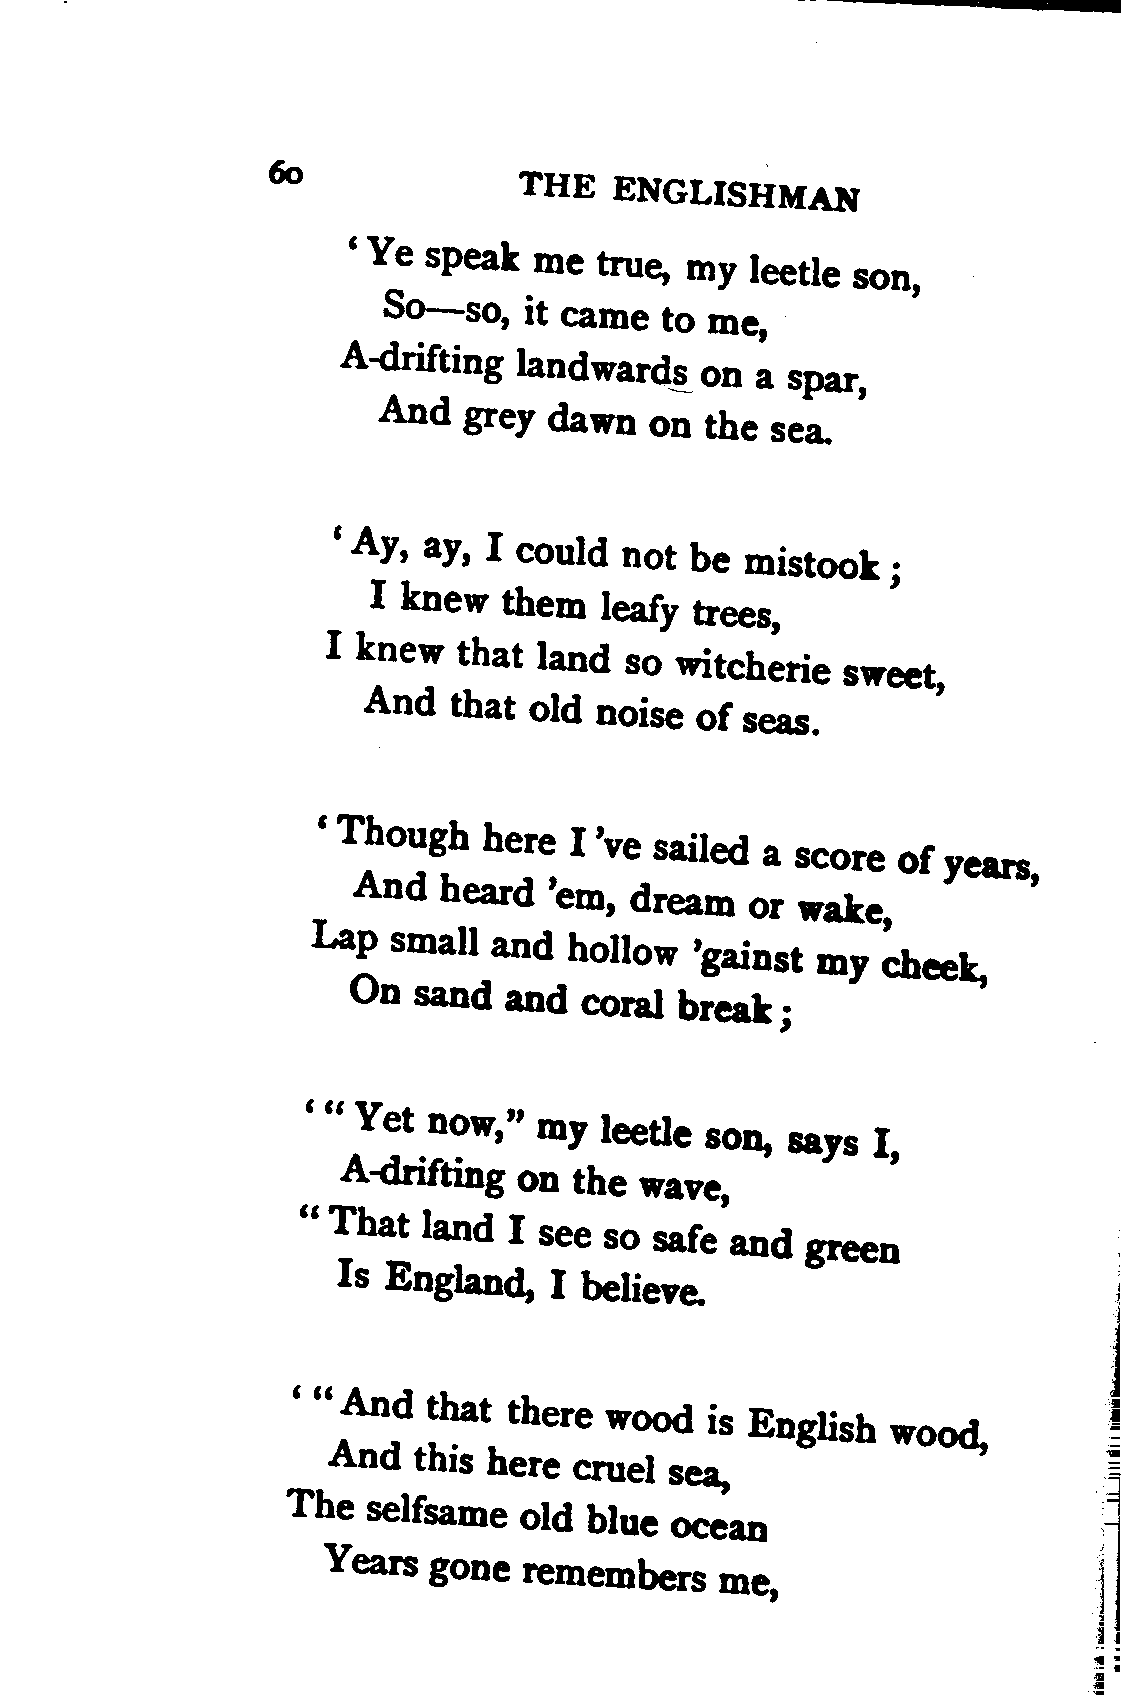 60
THE ENGLISHMAN
‘Ye speak me true, my leetle son,
So—so, it came to me,
A-drifting landwards on a spar,
And grey dawn on the sea.
‘Ay, ay, I could not be mistook;
I knew them leafy trees,
I knew that land so witcherie sweet,
And that old noise of seas.
‘Though here I ’ve sailed a score of years,
And heard ’em, dream or wake,
Lap small and hollow ’gainst my cheek,
On sand and coral break;
‘“Yet now,” my leetle son, says I,
A-drifting on the wave,
“That land I see so safe and green
Is England, I believe.
‘“And that there wood is English wood,
And this here cruel sea,
The selfsame old blue ocean
Years gone remembers me,